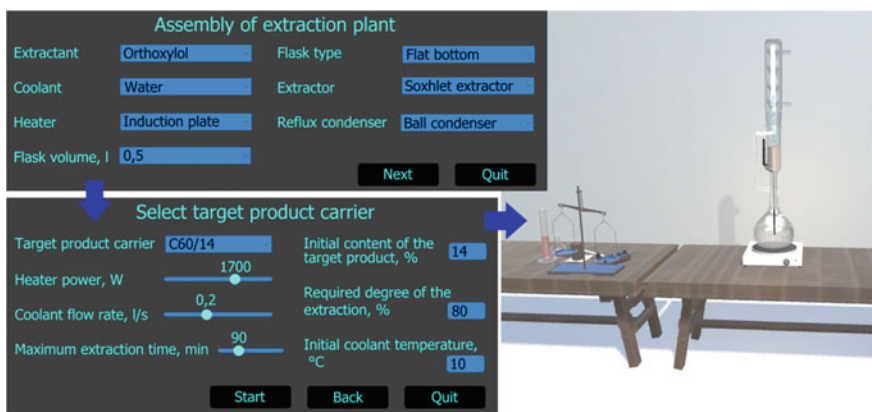 Assembly of extraction plant
Extractant Orthoxylol Flask type Flat bottom
Coolant Water Extractor Soxhlet extractor
Heater Induction plate Reflux condenser Ball condenser
Flask volume, l 0,5
Next Quit
Select target product carrier
Target product carrier C60/14 Initial content of the
target product, % 14
Heater power, W 1700
Required degree of the
extraction, % 80
Coolant flow rate, l/s 0,2
Maximum extraction time, min 90
Initial coolant temperature,
°C 10
Start Back Quit